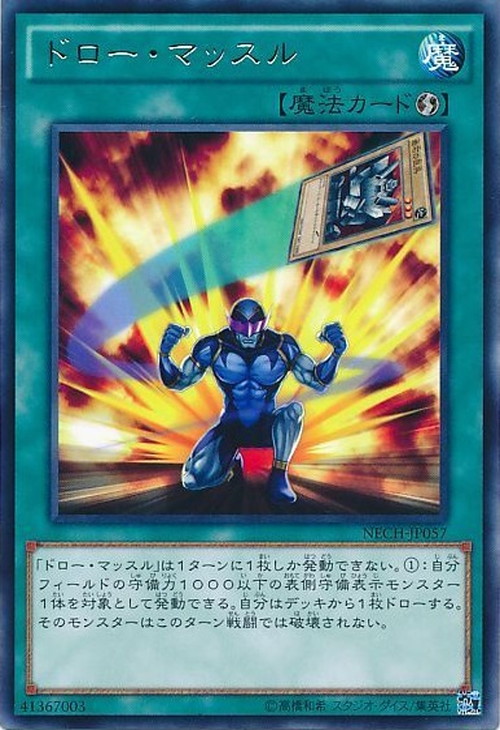 ドロー・マッスル
魔
【魔法カード】
NECH-JP057
「ドロー・マッスル」は1ターンに1枚しか発動できない。①：自分
フィールドの守備力1000以下の表側守備表示モンスター
1体を対象として発動できる。自分はデッキから1枚ドローする。
そのモンスターはこのターン戦闘では破壊されない。
41367003
©高橋和希 スタジオ・ダイス/集英社